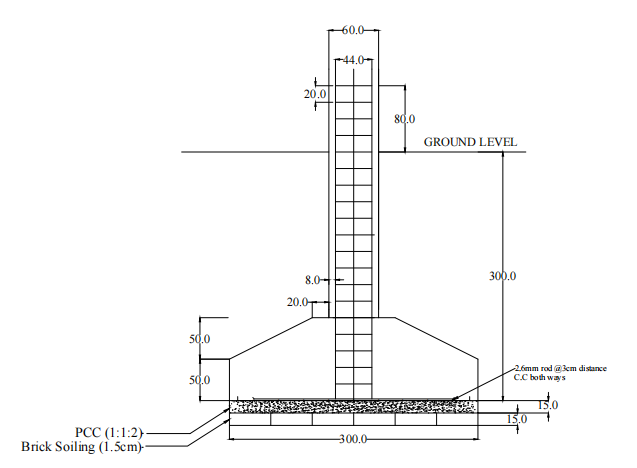 60.0
44.0
20.0
80.0
GROUND LEVEL
300.0
8.0
20.0
50.0
50.0
2.6mm rod @3cm distance
C.C both ways
15.0
15.0
PCC (1:1:2)
Brick Soiling (1.5cm)
300.0